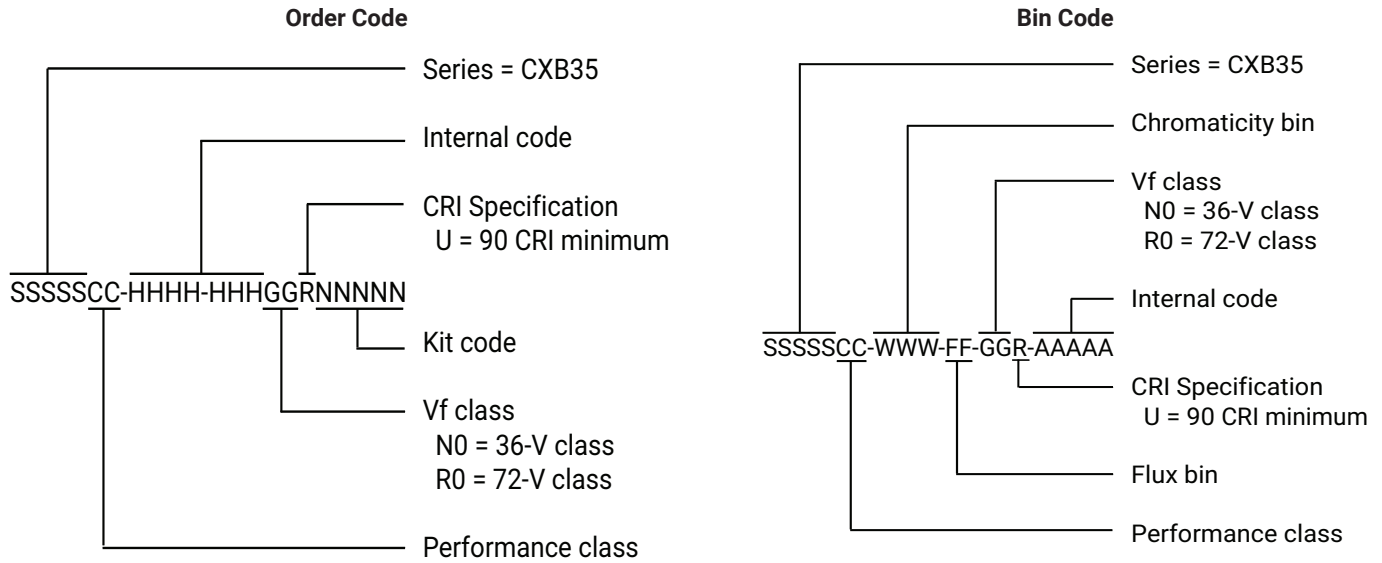 Order Code
Series = CXB35
Internal code
CRI Specification
U = 90 CRI minimum
SSSSSCC-HHHH-HHHGGRNNNNN
Kit code
Vf class
N0 = 36-V class
R0 = 72-V class
Performance class
Bin Code
Series = CXB35
Chromaticity bin
Vf class
N0 = 36-V class
R0 = 72-V class
Internal code
SSSSSCC-WWW-FF-GGR-AAAAA
CRI Specification
U = 90 CRI minimum
Flux bin
Performance class